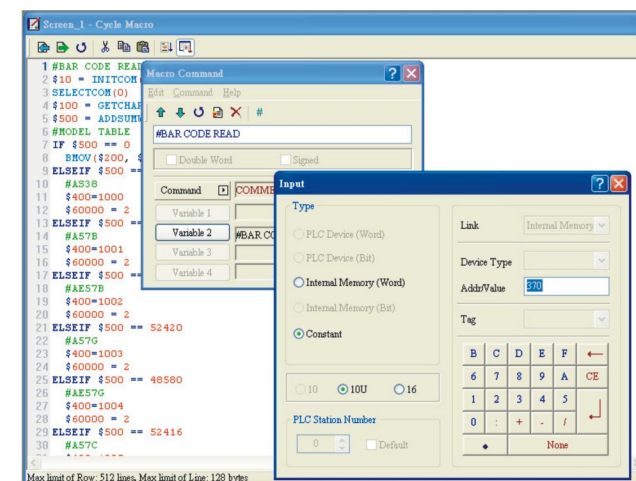 Screen_1 - Cycle Macro
1 #BAR CODE READ
2 $10 = INITCOM
3 SELECTCOM(0)
4 $100 = GETCHAR
5 $500 = ADDSUMW
6 #MODEL TABLE
7 IF $500 == 0
8 BMOV($200, $
9 ELSEIF $500 ==
10 #AS38
11 $400=1000
12 $60000 = 2
13 ELSEIF $500 ==
14 #A57B
15 $400=1001
16 $60000 = 2
17 ELSEIF $500 ==
18 #AE57B
19 $400=1002
20 $60000 = 2
21 ELSEIF $500 == 52420
22 #A57G
23 $400=1003
24 $60000 = 2
25 ELSEIF $500 == 48580
26 #AE57G
27 $400=1004
28 $60000 = 2
29 ELSEIF $500 == 52416
30 #A57C
Max limit of Row: 512 lines, Max limit of Line: 128 bytes
Macro Command
Edit Command Help
#
#BAR CODE READ
Double Word Signed
Command COMME
Variable 1
Variable 2 #BAR CO
Variable 3
Variable 4
Input
Type
PLC Device (Word)
PLC Device (Bit)
Internal Memory (Word)
Internal Memory (Bit)
Constant
10 10U 16
PLC Station Number
0 Default
Link Internal Memory
Device Type
Addr/Value 370
Tag
B C D E F ←
6 7 8 9 A CE
1 2 3 4 5
0 : + - /
None